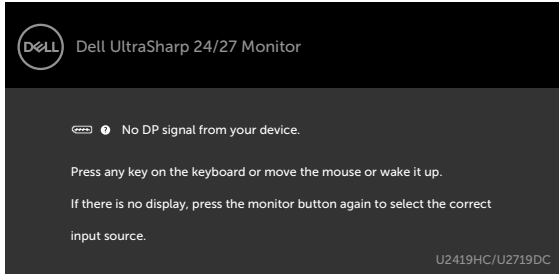 DELL
Dell UltraSharp 24/27 Monitor
? No DP signal from your device.
Press any key on the keyboard or move the mouse or wake it up.
If there is no display, press the monitor button again to select the correct
input source.
U2419HC/U2719DC